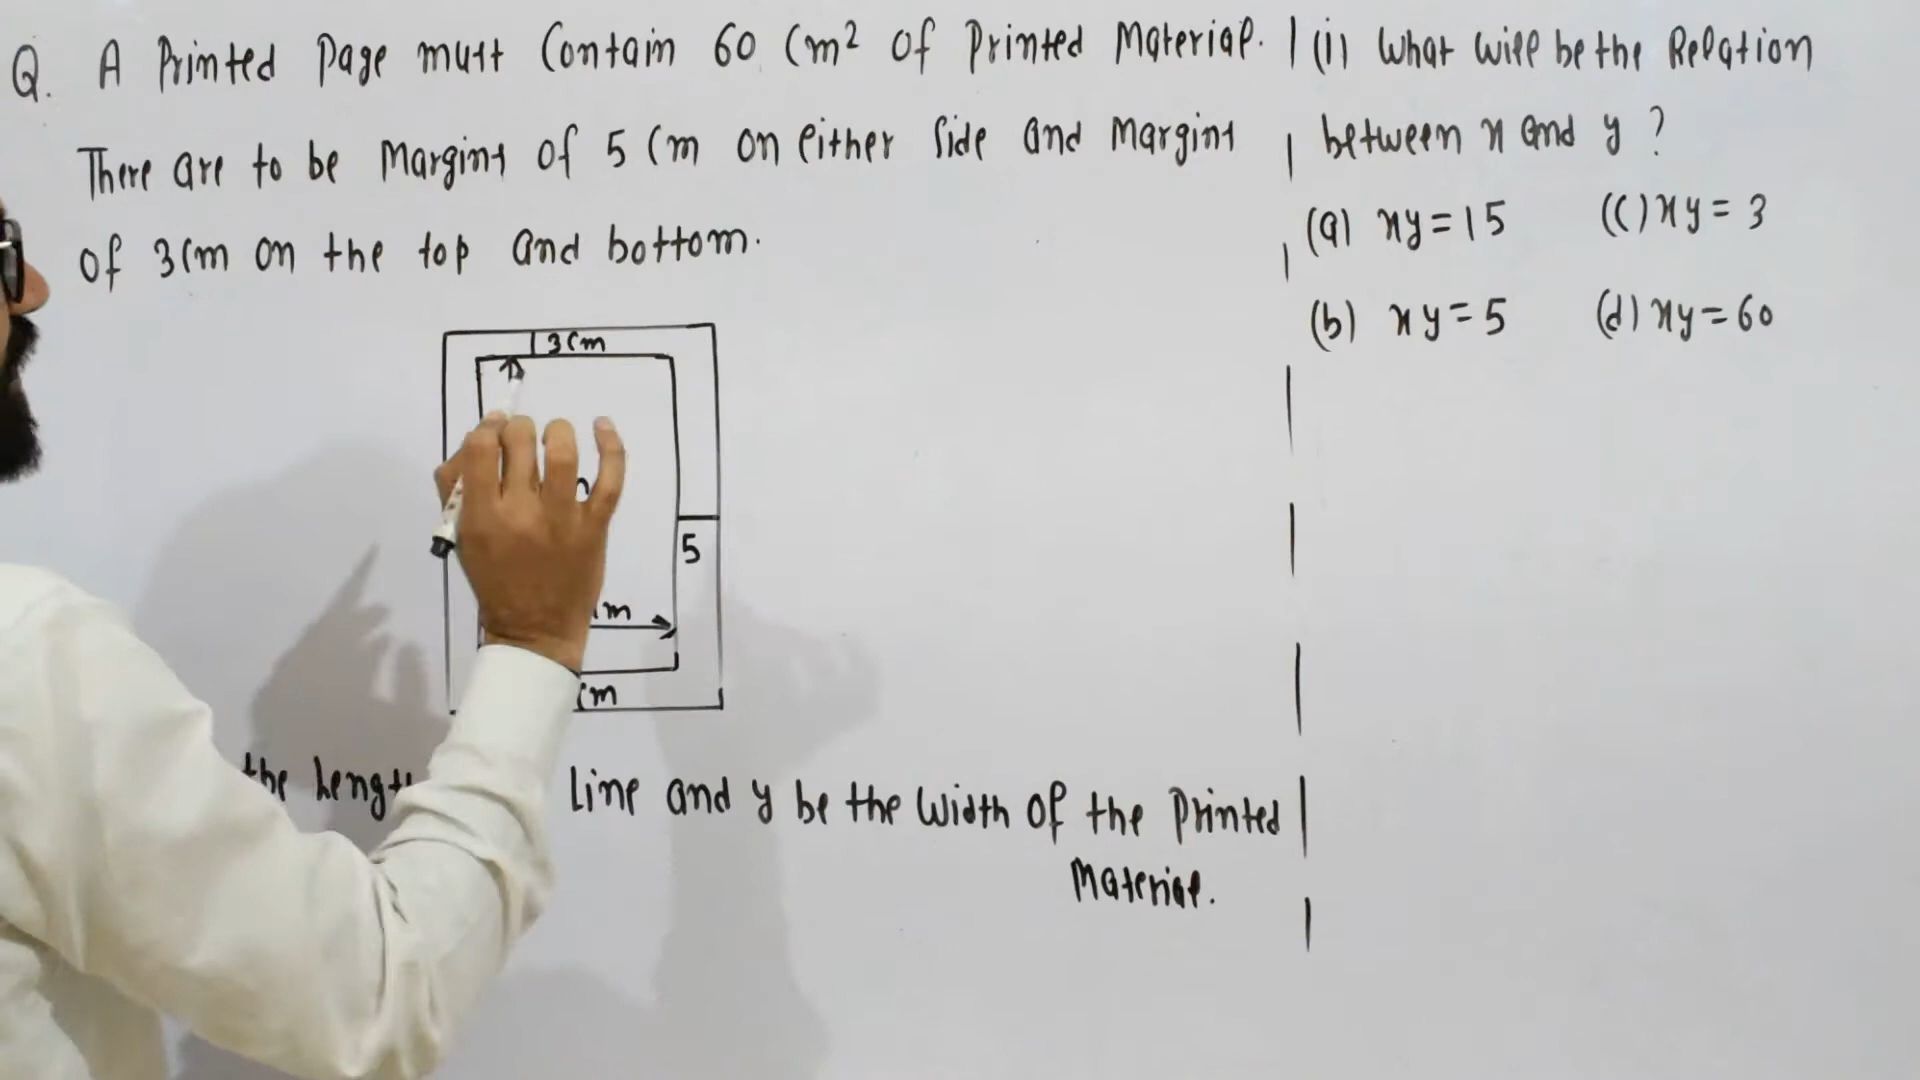 Q. A Printed Page must Contain 60 Cm² of Printed Material.
There are to be Margins of 5 Cm on either side and Margins
of 3Cm on the top and bottom.
3Cm
5
Cm
Cm
the Length line and y be the Width of the Printed
Material.
(i) What will be the Relation
between x and y ?
(a) xy = 15 (c) xy = 3
(b) xy = 5 (d) xy = 60